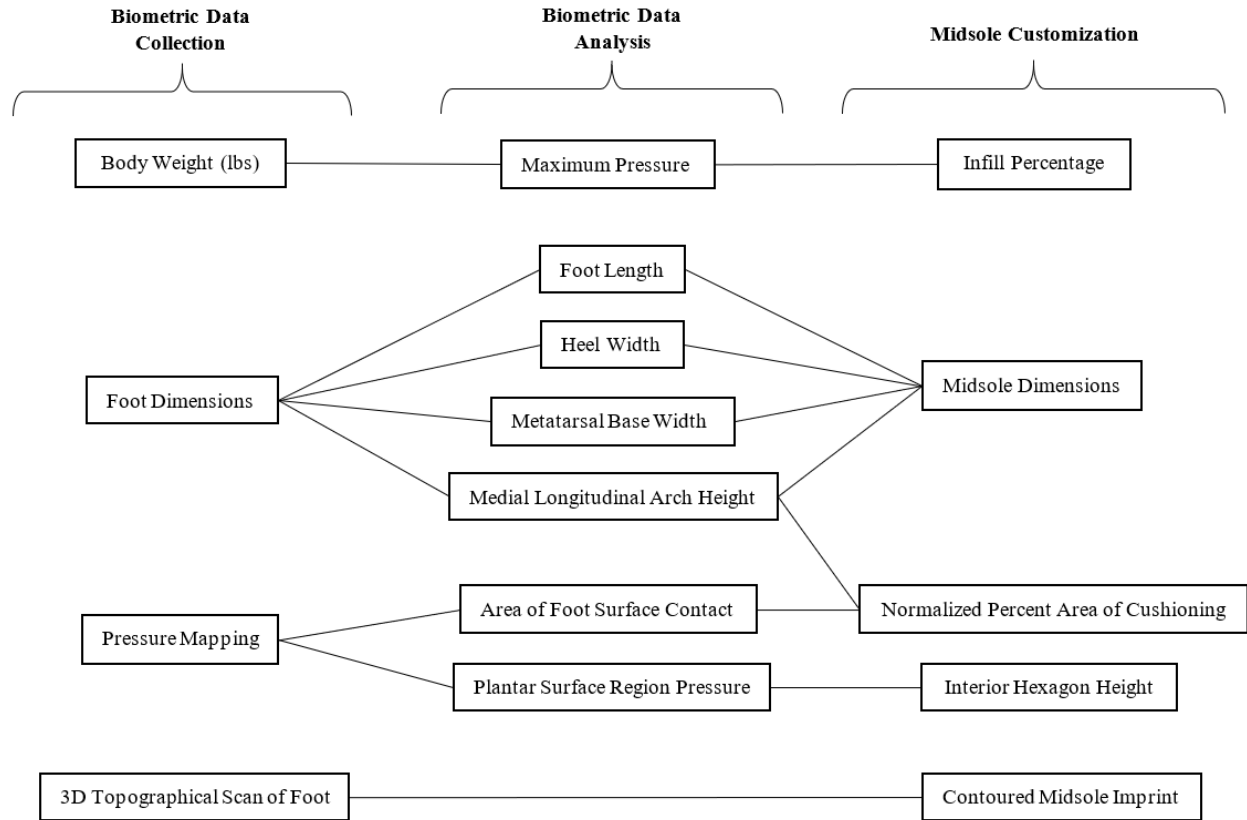 Biometric Data
Collection
Biometric Data
Analysis
Midsole Customization
Body Weight (lbs)
Maximum Pressure
Infill Percentage
Foot Length
Heel Width
Foot Dimensions
Midsole Dimensions
Metatarsal Base Width
Medial Longitudinal Arch Height
Area of Foot Surface Contact
Normalized Percent Area of Cushioning
Pressure Mapping
Plantar Surface Region Pressure
Interior Hexagon Height
3D Topographical Scan of Foot
Contoured Midsole Imprint